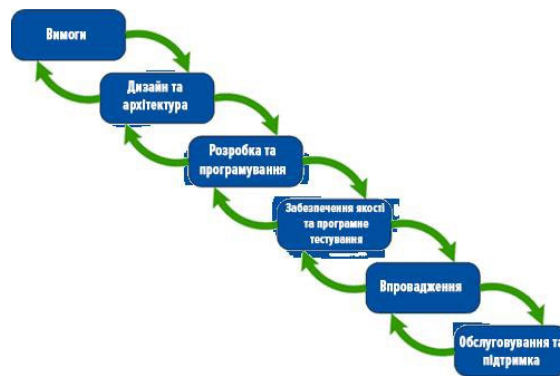 Вимоги
Дизайн та
архітектура
Розробка та
програмування
Забезпечення якості
та програмне
тестування
Впровадження
Обслуговування та
підтримка